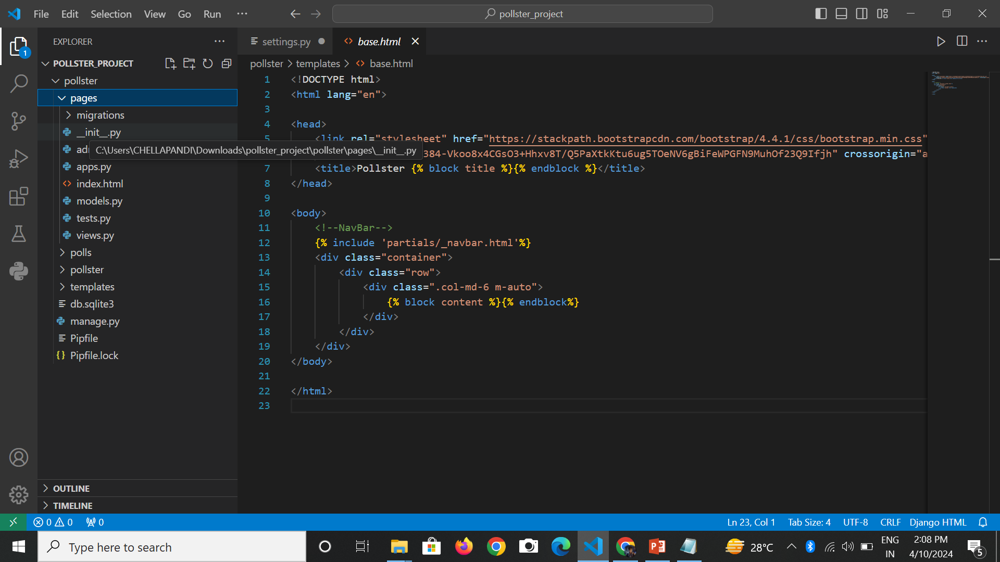 File Edit Selection View Go Run ···
pollster_project
EXPLORER ···
settings.py base.html
POLLSTER_PROJECT
pollster > templates > base.html
pollster
pages
migrations
__init__.py
adr
C:\Users\CHELLAPANDI\Downloads\pollster_project\pollster\pages\__init__.py
apps.py
index.html
models.py
tests.py
views.py
polls
pollster
templates
db.sqlite3
manage.py
Pipfile
Pipfile.lock
OUTLINE
TIMELINE
1 <!DOCTYPE html>
2 <html lang="en">
3
4 <head>
5 <link rel="stylesheet" href="https://stackpath.bootstrapcdn.com/bootstrap/4.4.1/css/bootstrap.min.css"
384-Vkoo8x4CGsO3+Hhxv8T/Q5PaXtkKtu6ug5TOeNV6gBiFeWPGFN9MuhOf23Q9Ifjh" crossorigin="a
7 <title>Pollster {% block title %}{% endblock %}</title>
8 </head>
9
10 <body>
11 <!--NavBar-->
12 {% include 'partials/_navbar.html'%}
13 <div class="container">
14 <div class="row">
15 <div class=".col-md-6 m-auto">
16 {% block content %}{% endblock%}
17 </div>
18 </div>
19 </div>
20 </body>
21
22 </html>
23
1
0 0 0
Ln 23, Col 1 Tab Size: 4 UTF-8 CRLF Django HTML
Type here to search
28°C
ENG
IN
2:08 PM
4/10/2024
5